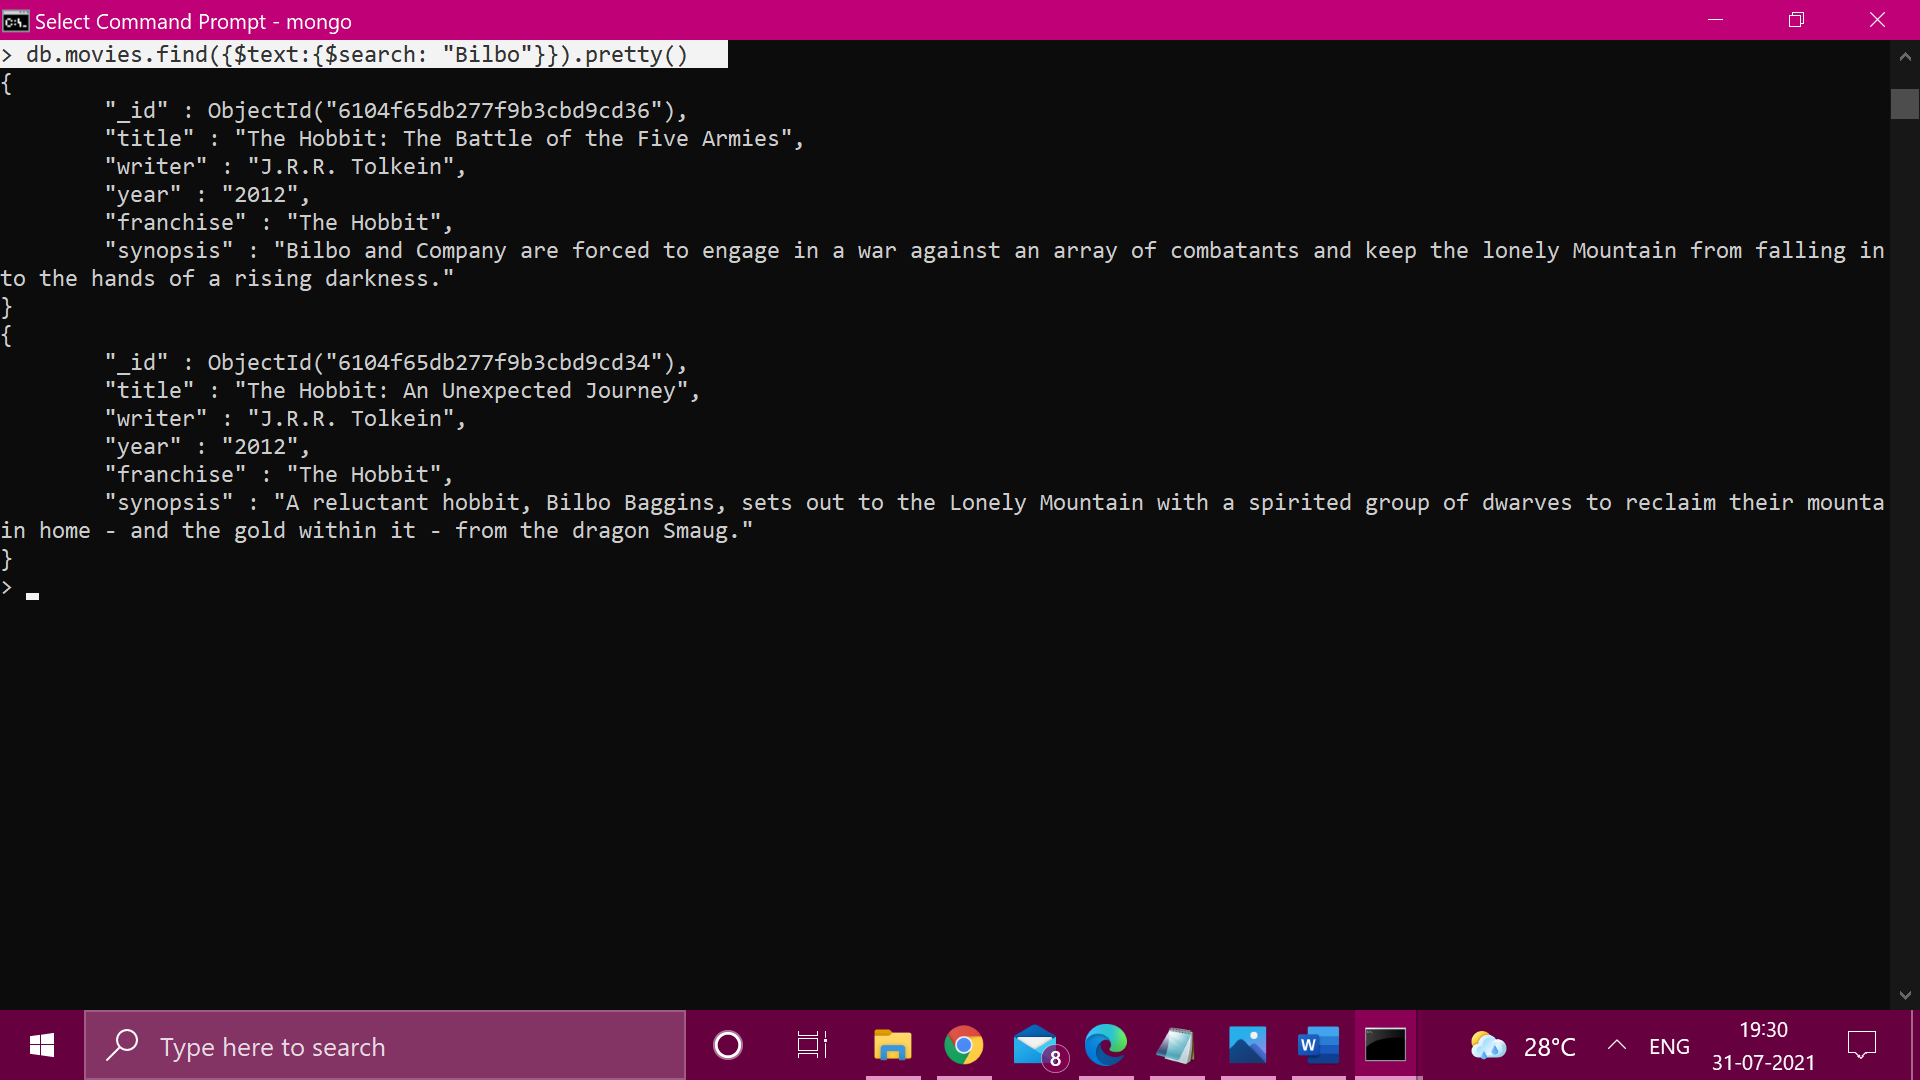 Select Command Prompt - mongo
> db.movies.find({$text:{$search: "Bilbo"}}).pretty()
{
        "_id" : ObjectId("6104f65db277f9b3cbd9cd36"),
        "title" : "The Hobbit: The Battle of the Five Armies",
        "writer" : "J.R.R. Tolkein",
        "year" : "2012",
        "franchise" : "The Hobbit",
        "synopsis" : "Bilbo and Company are forced to engage in a war against an array of combatants and keep the lonely Mountain from falling in
to the hands of a rising darkness."
}
{
        "_id" : ObjectId("6104f65db277f9b3cbd9cd34"),
        "title" : "The Hobbit: An Unexpected Journey",
        "writer" : "J.R.R. Tolkein",
        "year" : "2012",
        "franchise" : "The Hobbit",
        "synopsis" : "A reluctant hobbit, Bilbo Baggins, sets out to the Lonely Mountain with a spirited group of dwarves to reclaim their mounta
in home - and the gold within it - from the dragon Smaug."
}
>
Type here to search
8
W
28°C
ENG
19:30
31-07-2021